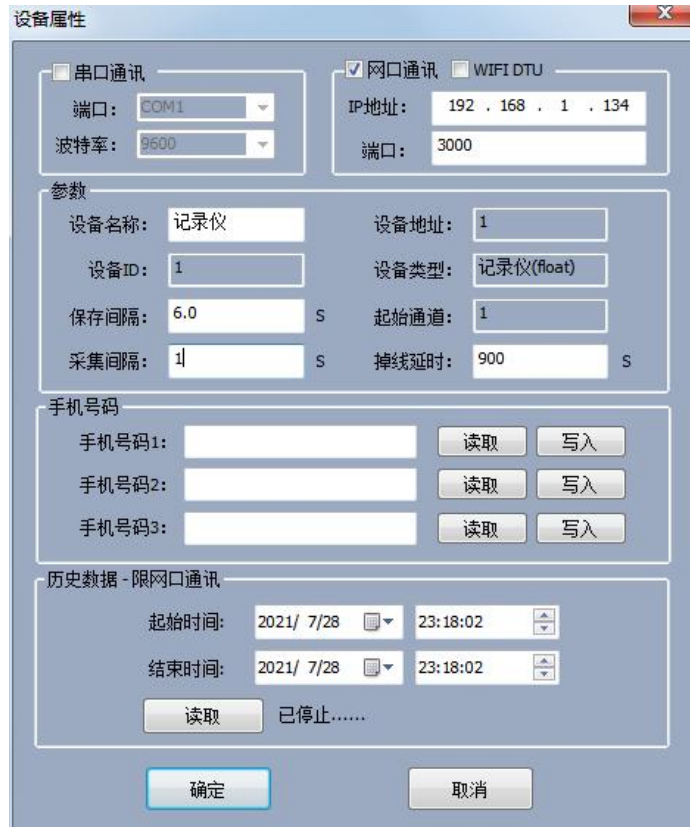 设备属性
串口通讯
端口: COM1
波特率: 9600
网口通讯 WIFI DTU
IP地址: 192 . 168 . 1 . 134
端口: 3000
参数
设备名称: 记录仪 设备地址: 1
设备ID: 1 设备类型: 记录仪(float)
保存间隔: 6.0 S 起始通道: 1
采集间隔: 1 S 掉线延时: 900 S
手机号码
手机号码1: 读取 写入
手机号码2: 读取 写入
手机号码3: 读取 写入
历史数据 - 限网口通讯
起始时间: 2021/ 7/28 23:18:02
结束时间: 2021/ 7/28 23:18:02
读取 已停止......
确定 取消